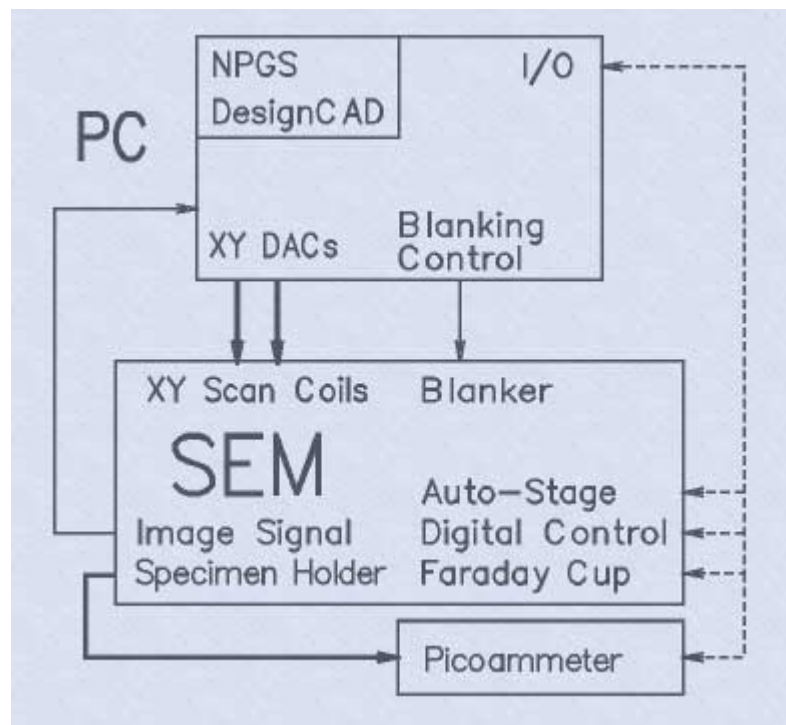 NPGS
DesignCAD
I/O
PC
XY DACs
Blanking
Control
XY Scan Coils
Blanker
SEM
Auto-Stage
Image Signal
Digital Control
Specimen Holder
Faraday Cup
Picoammeter